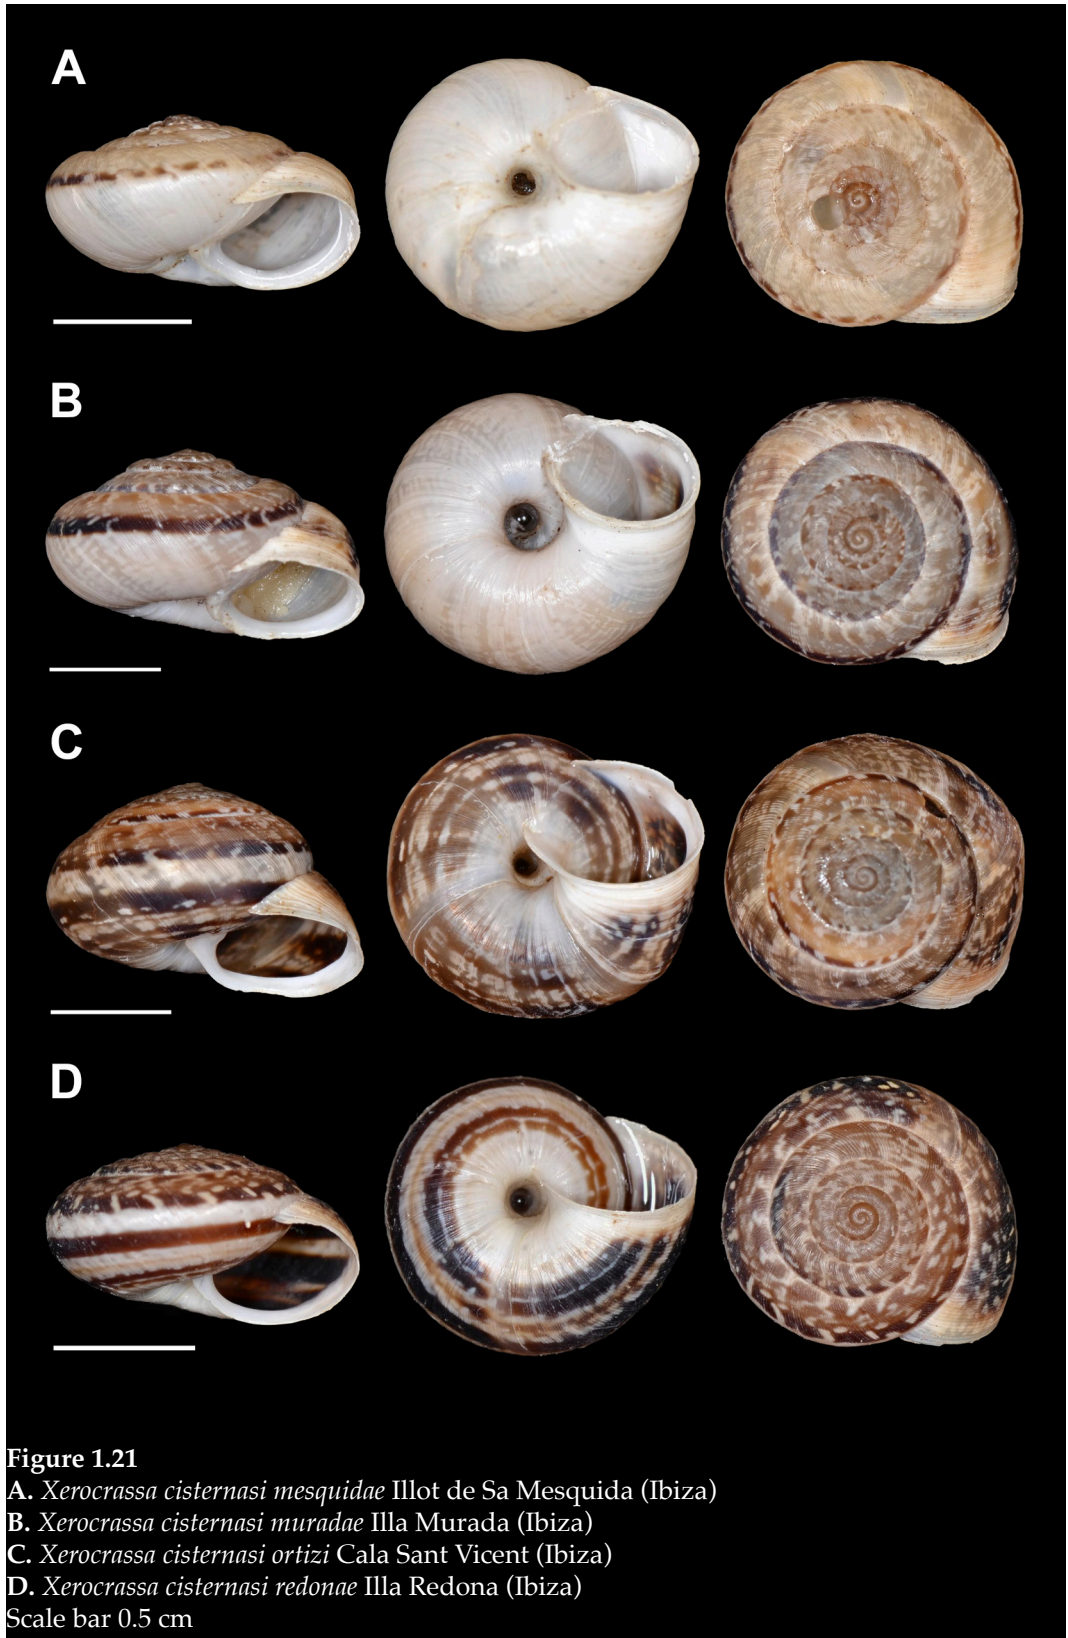 A
B
C
D
Figure 1.21
A. Xerocrassa cisternasi mesquidae Illot de Sa Mesquida (Ibiza)
B. Xerocrassa cisternasi muradae Illa Murada (Ibiza)
C. Xerocrassa cisternasi ortizi Cala Sant Vicent (Ibiza)
D. Xerocrassa cisternasi redonae Illa Redona (Ibiza)
Scale bar 0.5 cm